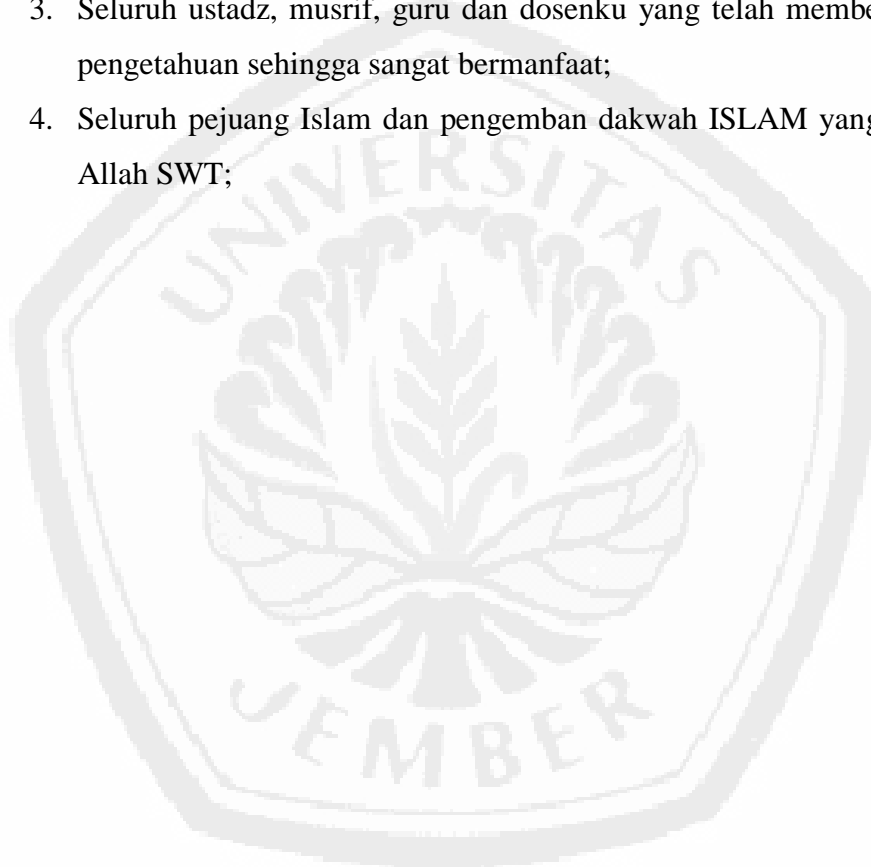 3. Seluruh ustadz, musrif, guru dan dosenku yang telah membe
pengetahuan sehingga sangat bermanfaat;
4. Seluruh pejuang Islam dan pengemban dakwah ISLAM yang
Allah SWT;
UNIVERSITAS
JEMBER